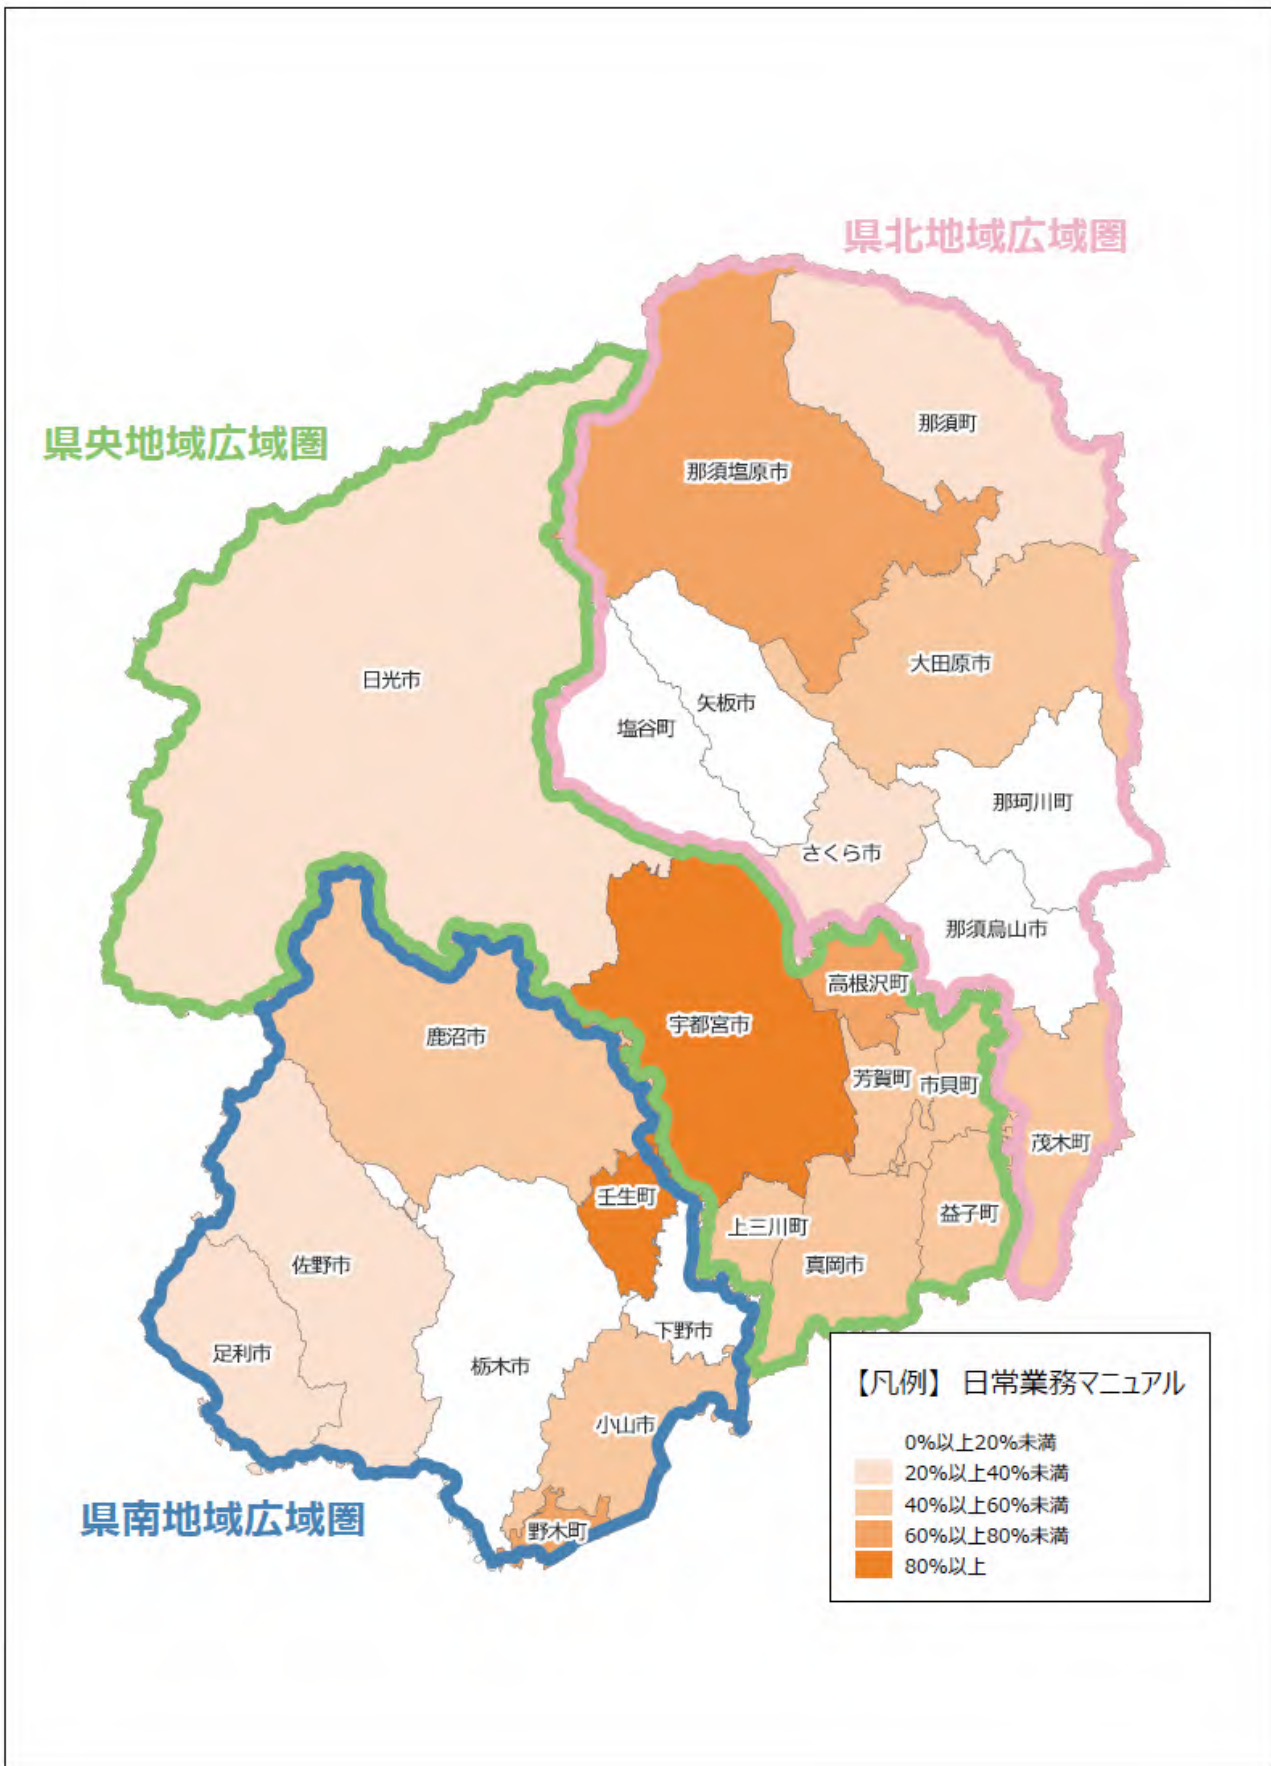 県北地域広域圏
県央地域広域圏
那須町
那須塩原市
大田原市
日光市
矢板市
塩谷町
那珂川町
さくら市
那須烏山市
高根沢町
宇都宮市
鹿沼市
芳賀町
市貝町
茂木町
壬生町
益子町
上三川町
佐野市
真岡市
下野市
足利市
栃木市
小山市
県南地域広域圏
野木町
【凡例】 日常業務マニュアル
0%以上20%未満
20%以上40%未満
40%以上60%未満
60%以上80%未満
80%以上